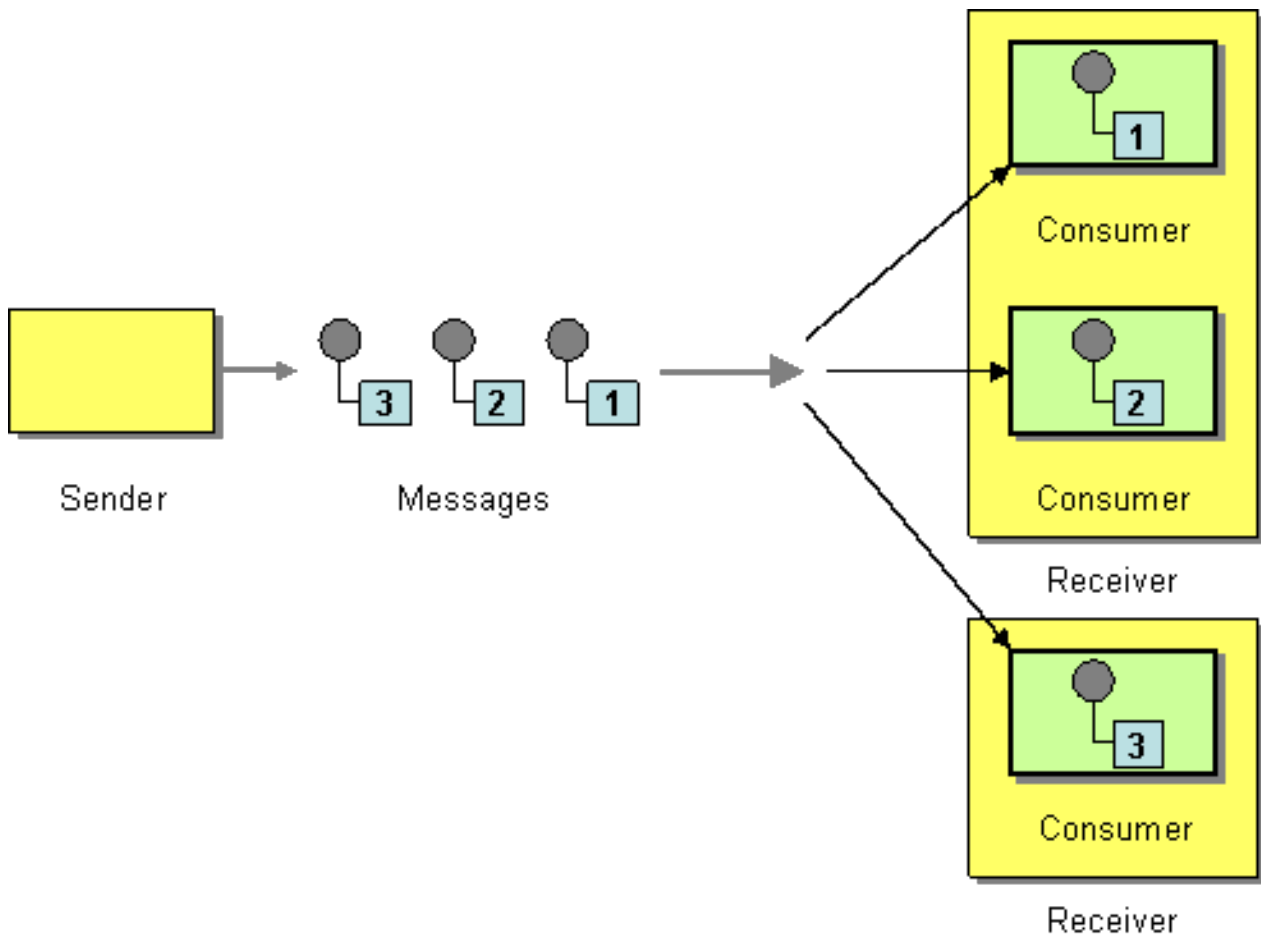 1
Consumer
3 2 1
2
Sender
Messages
Consumer
Receiver
3
Consumer
Receiver